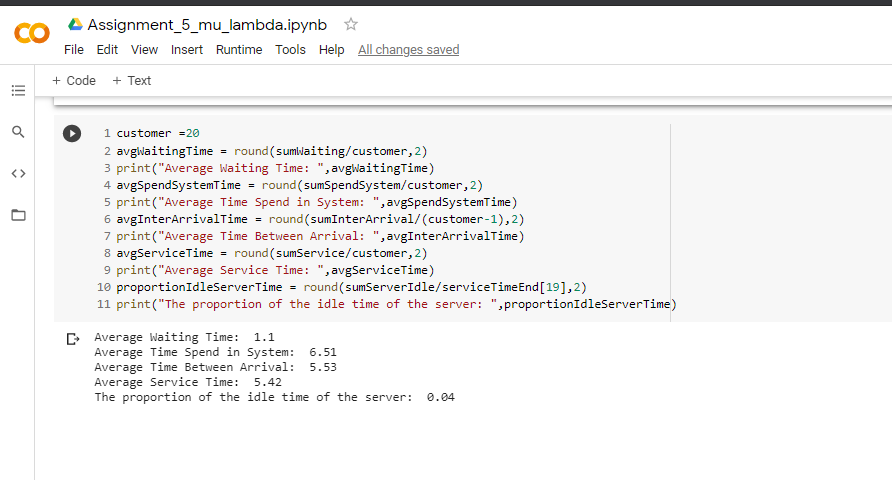 Assignment_5_mu_lambda.ipynb
File Edit View Insert Runtime Tools Help All changes saved
+ Code + Text
1 customer =20
2 avgWaitingTime = round(sumWaiting/customer,2)
3 print("Average Waiting Time: ",avgWaitingTime)
4 avgSpendSystemTime = round(sumSpendSystem/customer,2)
5 print("Average Time Spend in System: ",avgSpendSystemTime)
6 avgInterArrivalTime = round(sumInterArrival/(customer-1),2)
7 print("Average Time Between Arrival: ",avgInterArrivalTime)
8 avgServiceTime = round(sumService/customer,2)
9 print("Average Service Time: ",avgServiceTime)
10 proportionIdleServerTime = round(sumServerIdle/serviceTimeEnd[19],2)
11 print("The proportion of the idle time of the server: ",proportionIdleServerTime)
Average Waiting Time:  1.1
Average Time Spend in System:  6.51
Average Time Between Arrival:  5.53
Average Service Time:  5.42
The proportion of the idle time of the server:  0.04